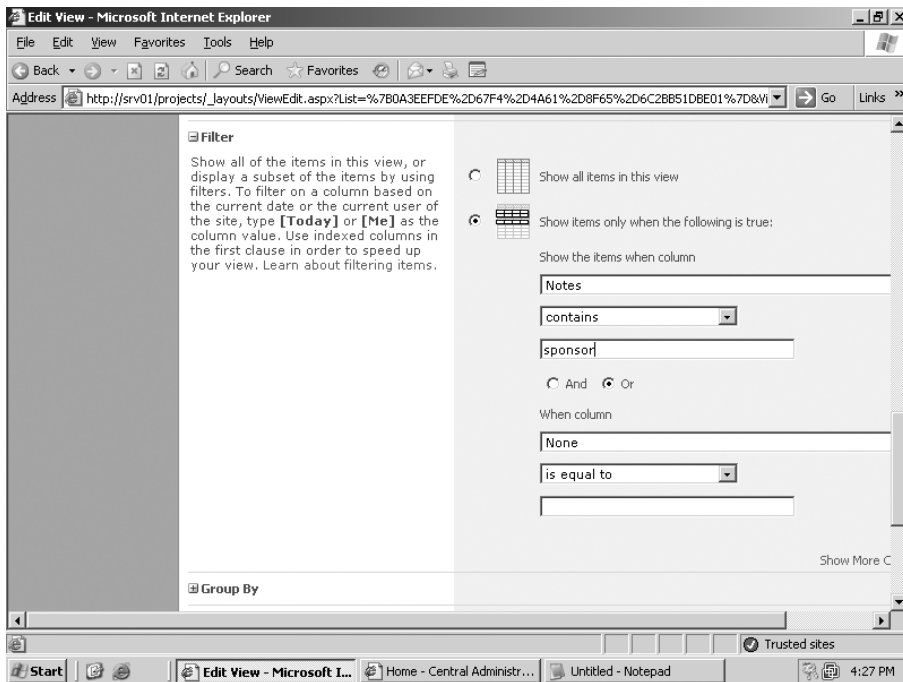 Edit View - Microsoft Internet Explorer
File Edit View Favorites Tools Help
Back Search Favorites
Address http://srv01/projects/_layouts/ViewEdit.aspx?List=%7B0A3EEFDE%2D67F4%2D4A61%2D8F65%2D6C2BB51DBE01%7D&Vi Go Links »
Filter
Show all of the items in this view, or
display a subset of the items by using
filters. To filter on a column based on
the current date or the current user of
the site, type [Today] or [Me] as the
column value. Use indexed columns in
the first clause in order to speed up
your view. Learn about filtering items.
Show all items in this view
Show items only when the following is true:
Show the items when column
Notes
contains
sponsor
And Or
When column
None
is equal to
Show More C
Group By
Trusted sites
Start Edit View - Microsoft I... Home - Central Administr... Untitled - Notepad 4:27 PM